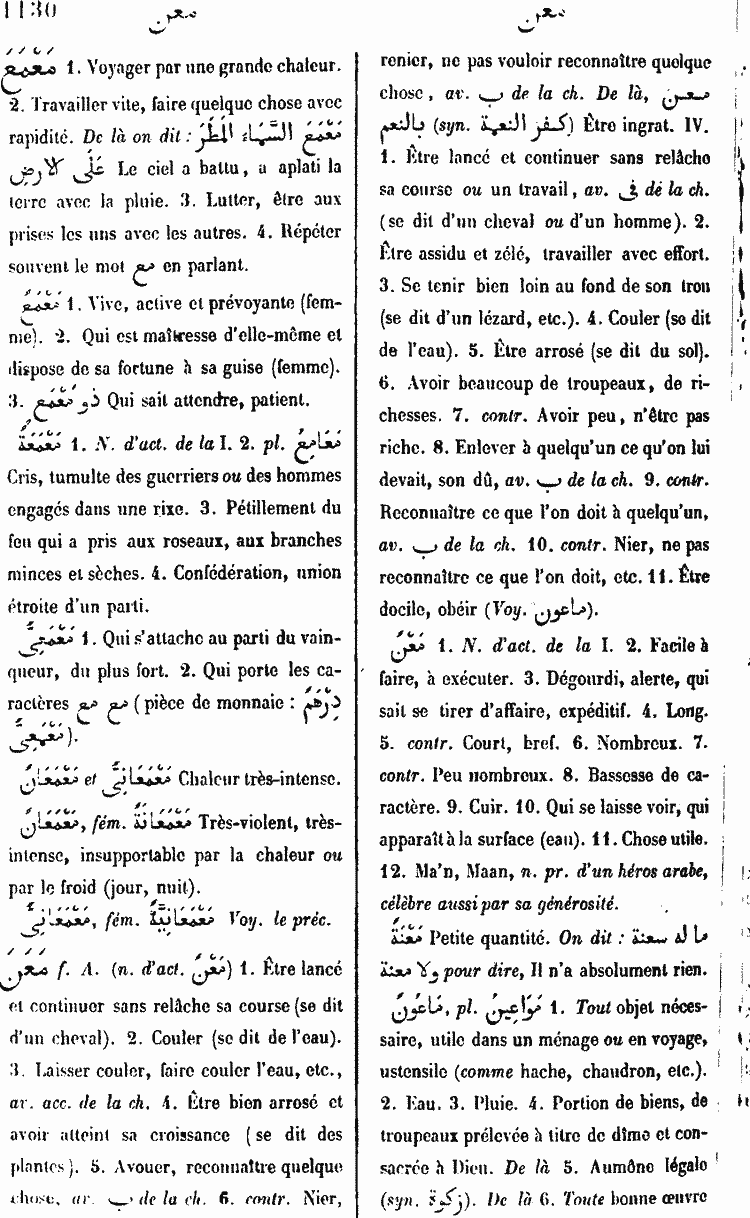 1130
معن
معن
مَعْمَعَ 1. Voyager par une grande chaleur.
2. Travailler vite, faire quelque chose avec
rapidité. De là on dit : مَعْمَعَ السَّمَاءُ المَطَرَ
عَلَى الارضِ Le ciel a battu, a aplati la
terre avec la pluie. 3. Lutter, être aux
prises les uns avec les autres. 4. Répéter
souvent le mot مع en parlant.
مَعْمَعٌ 1. Vive, active et prévoyante (fem-
me). 2. Qui est maîtresse d'elle-même et
dispose de sa fortune à sa guise (femme).
3. ذو مَعْمَعٍ Qui sait attendre, patient.
مَعْمَعَةٌ 1. N. d'act. de la I. 2. pl. مَعَامِعُ
Cris, tumulte des guerriers ou des hommes
engagés dans une rixe. 3. Pétillement du
feu qui a pris aux roseaux, aux branches
minces et sèches. 4. Confédération, union
étroite d'un parti.
مَعْمَعِىٌّ 1. Qui s'attache au parti du vain-
queur, du plus fort. 2. Qui porte les ca-
ractères مع مع (pièce de monnaie : دِرْهَمٌ
مَعْمَعِىٌّ).
مَعْمَعَانٌ et مَعْمَعَانِىٌّ Chaleur très-intense.
مَعْمَعَانٌ, fém. مَعْمَعَانَةٌ Très-violent, très-
intense, insupportable par la chaleur ou
par le froid (jour, nuit).
مَعْمَعَانِىٌّ, fém. مَعْمَعَانِيَّةٌ Voy. le préc.
مَعَنَ f. A. (n. d'act. مَعْنٌ) 1. Être lancé
et continuer sans relâche sa course (se dit
d'un cheval). 2. Couler (se dit de l'eau).
3. Laisser couler, faire couler l'eau, etc.,
av. acc. de la ch. 4. Être bien arrosé et
avoir atteint sa croissance (se dit des
plantes). 5. Avouer, reconnaître quelque
chose, av. ب de la ch. 6. contr. Nier,
renier, ne pas vouloir reconnaître quelque
chose, av. ب de la ch. De là, معن
بالنعم (syn. كفر النعمة) Être ingrat. IV.
1. Être lancé et continuer sans relâche
sa course ou un travail, av. فى de la ch.
(se dit d'un cheval ou d'un homme). 2.
Être assidu et zélé, travailler avec effort.
3. Se tenir bien loin au fond de son trou
(se dit d'un lézard, etc.). 4. Couler (se dit
de l'eau). 5. Être arrosé (se dit du sol).
6. Avoir beaucoup de troupeaux, de ri-
chesses. 7. contr. Avoir peu, n'être pas
riche. 8. Enlever à quelqu'un ce qu'on lui
devait, son dû, av. ب de la ch. 9. contr.
Reconnaître ce que l'on doit à quelqu'un,
av. ب de la ch. 10. contr. Nier, ne pas
reconnaître ce que l'on doit, etc. 11. Être
docile, obéir (Voy. ماعون).
مَعْنٌ 1. N. d'act. de la I. 2. Facile à
faire, à exécuter. 3. Dégourdi, alerte, qui
sait se tirer d'affaire, expéditif. 4. Long.
5. contr. Court, bref. 6. Nombreux. 7.
contr. Peu nombreux. 8. Bassesse de ca-
ractère. 9. Cuir. 10. Qui se laisse voir, qui
apparaît à la surface (eau). 11. Chose utile.
12. Ma'n, Maan, n. pr. d'un héros arabe,
célèbre aussi par sa générosité.
مَعْنَةٌ Petite quantité. On dit : ما له سعنة
ولا معنة pour dire, Il n'a absolument rien.
مَاعُونٌ, pl. مَوَاعِينُ 1. Tout objet néces-
saire, utile dans un ménage ou en voyage,
ustensile (comme hache, chaudron, etc.).
2. Eau. 3. Pluie. 4. Portion de biens, de
troupeaux prélevée à titre de dîme et con-
sacrée à Dieu. De là 5. Aumône légale
(syn. زكوة). De là 6. Toute bonne œuvre